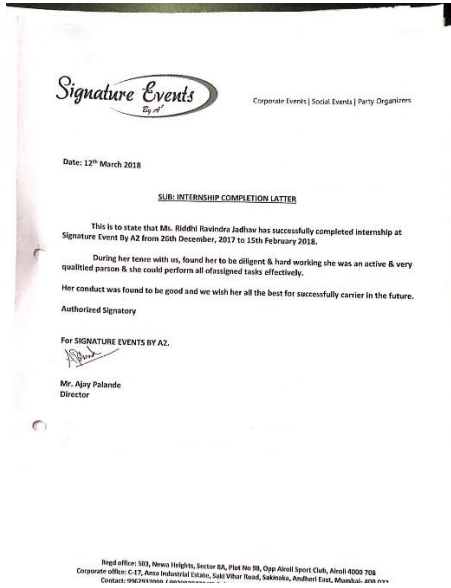 Signature Events
By A²
Corporate Events | Social Events | Party Organizers
Date: 12th March 2018
SUB: INTERNSHIP COMPLETION LATTER
This is to state that Ms. Riddhi Ravindra Jadhav has successfully completed internship at
Signature Event By A2 from 26th December, 2017 to 15th February 2018.
During her tenre with us, found her to be diligent & hard working she was an active & very
qualitied parson & she could perform all ofassigned tasks effectively.
Her conduct was found to be good and we wish her all the best for successfully carrier in the future.
Authorized Signatory
For SIGNATURE EVENTS BY A2.
Mr. Ajay Palande
Director
Regd office: 503, Newa Heights, Sector 8A, Plot No 98, Opp Airoli Sport Club, Airoli 4000 708
Corporate office: C-17, Ansa Industrial Estate, Saki Vihar Road, Sakinaka, Andheri East, Mumbai- 400 072
Contact: